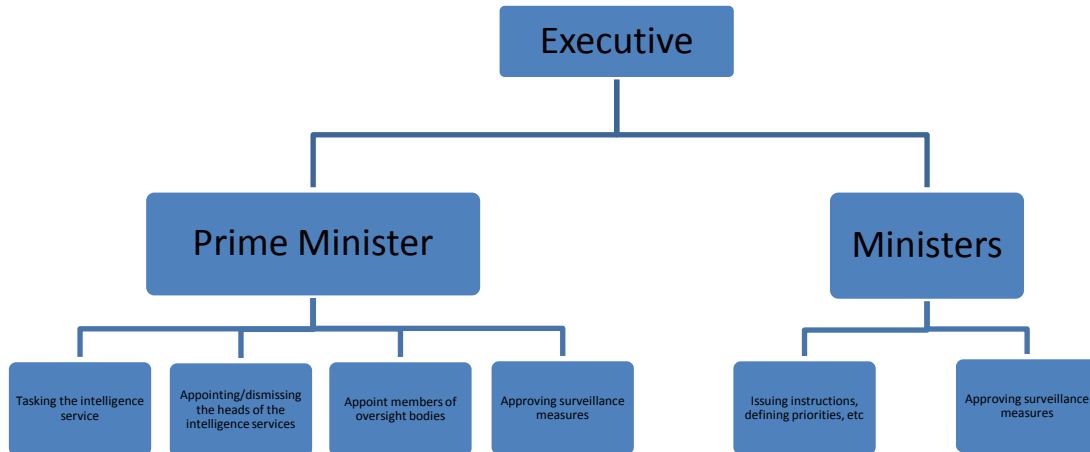 Executive
Prime Minister
Ministers
Tasking the intelligence
service
Appointing/dismissing
the heads of the
intelligence services
Appoint members of
oversight bodies
Approving surveillance
measures
Issuing instructions,
defining priorities, etc
Approving surveillance
measures